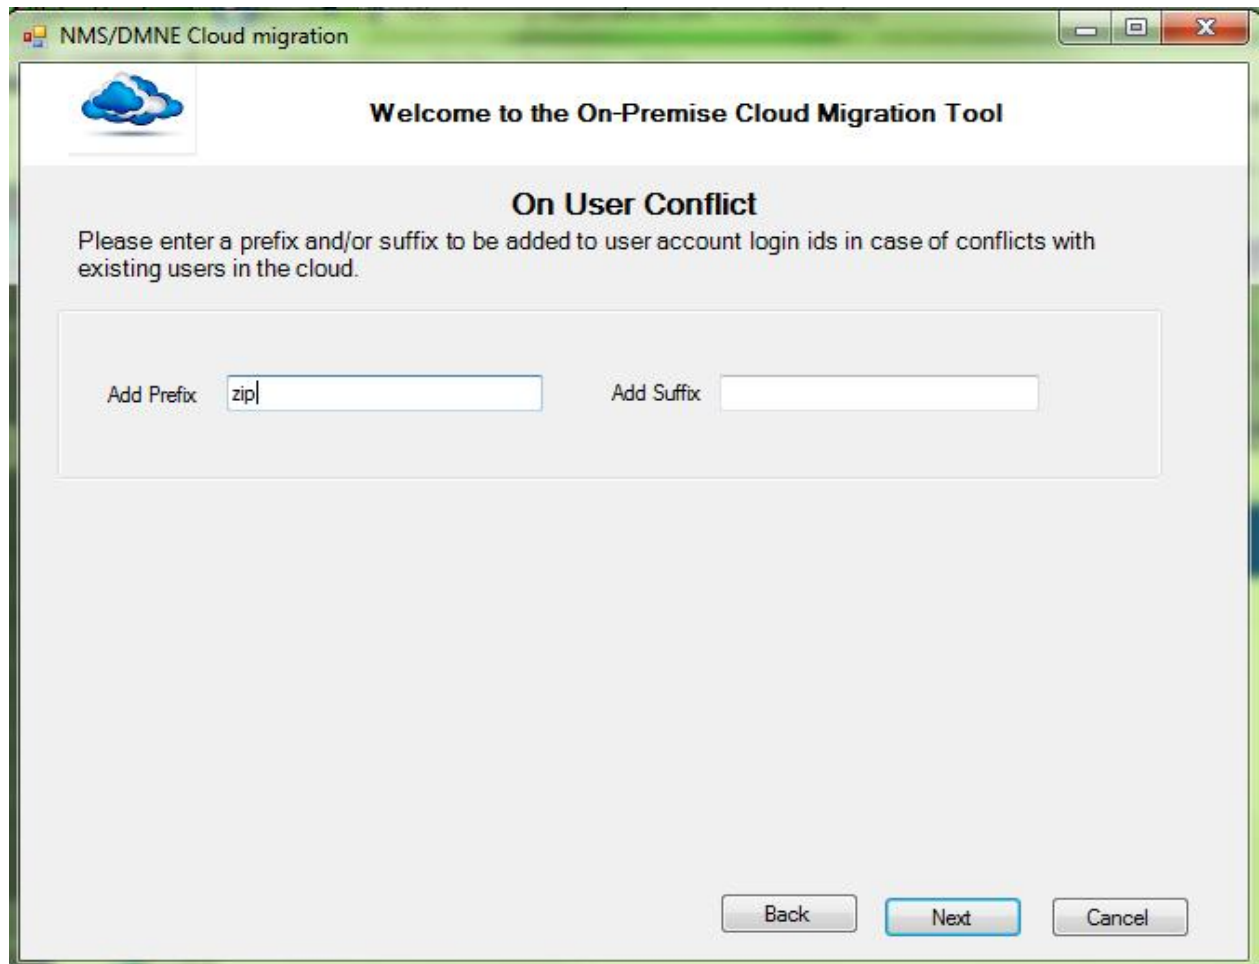 NMS/DMNE Cloud migration
Welcome to the On-Premise Cloud Migration Tool
On User Conflict
Please enter a prefix and/or suffix to be added to user account login ids in case of conflicts with
existing users in the cloud.
Add Prefix zip Add Suffix
Back Next Cancel